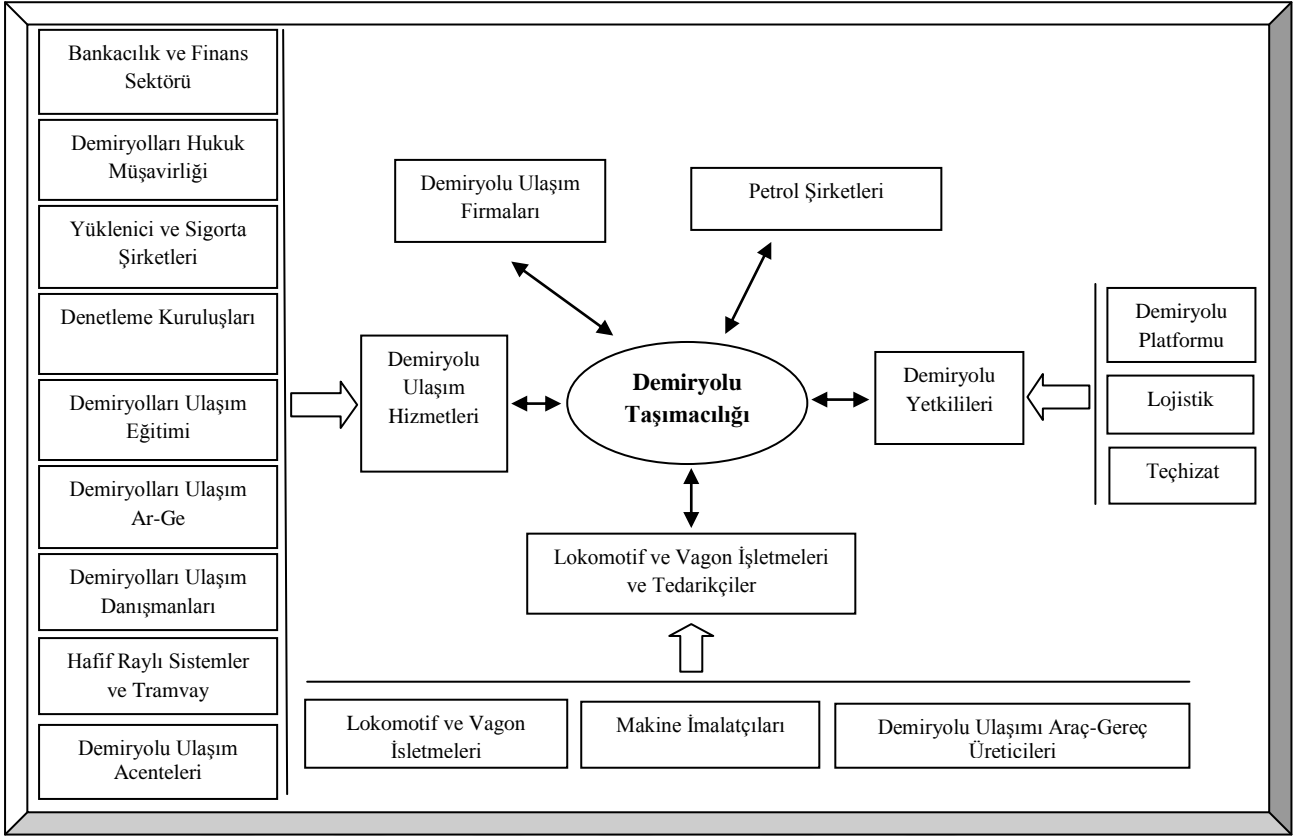 Bankacılık ve Finans
Sektörü
Demiryolları Hukuk
Müşavirliği
Yüklenici ve Sigorta
Şirketleri
Denetleme Kuruluşları
Demiryolları Ulaşım
Eğitimi
Demiryolları Ulaşım
Ar-Ge
Demiryolları Ulaşım
Danışmanları
Hafif Raylı Sistemler
ve Tramvay
Demiryolu Ulaşım
Acenteleri
Demiryolu Ulaşım
Firmaları
Petrol Şirketleri
Demiryolu
Ulaşım
Hizmetleri
Demiryolu
Taşımacılığı
Demiryolu
Yetkilileri
Demiryolu
Platformu
Lojistik
Teçhizat
Lokomotif ve Vagon İşletmeleri
ve Tedarikçiler
Lokomotif ve Vagon
İsletmeleri
Makine İmalatçıları
Demiryolu Ulaşımı Araç-Gereç
Üreticileri